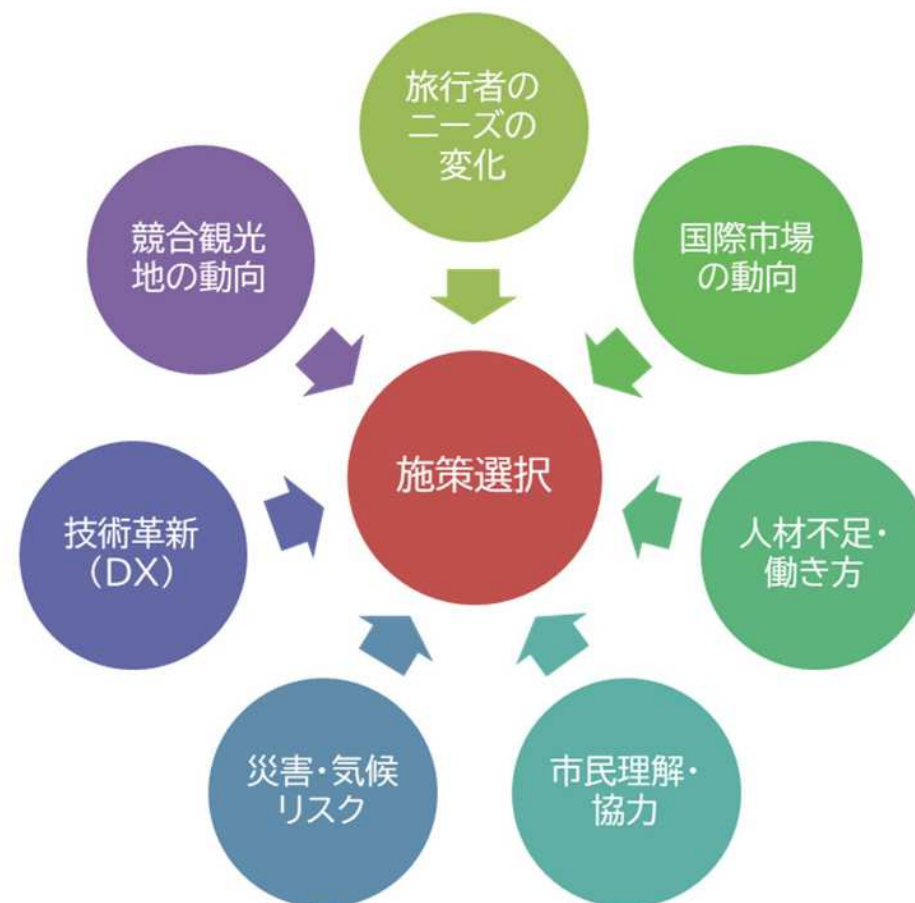 旅行者の
ニーズの
変化
国際市場
の動向
人材不足・
働き方
市民理解・
協力
災害・気候
リスク
技術革新
（DX）
競合観光
地の動向
施策選択